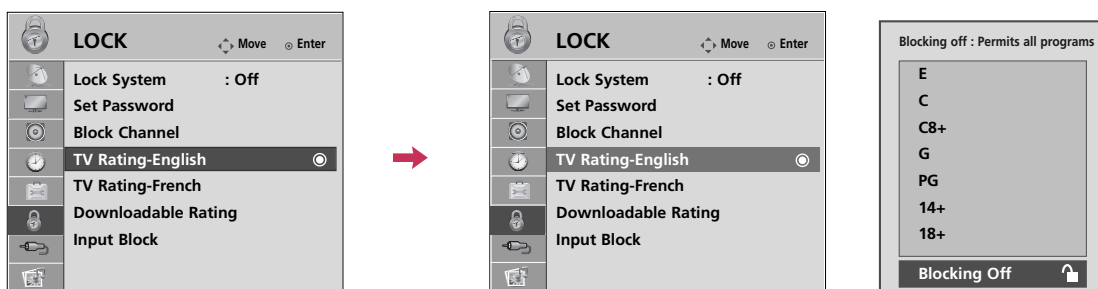 LOCK Move Enter
Lock System : Off
Set Password
Block Channel
TV Rating-English
TV Rating-French
Downloadable Rating
Input Block
LOCK Move Enter
Lock System : Off
Set Password
Block Channel
TV Rating-English
TV Rating-French
Downloadable Rating
Input Block
Blocking off : Permits all programs
E
C
C8+
G
PG
14+
18+
Blocking Off